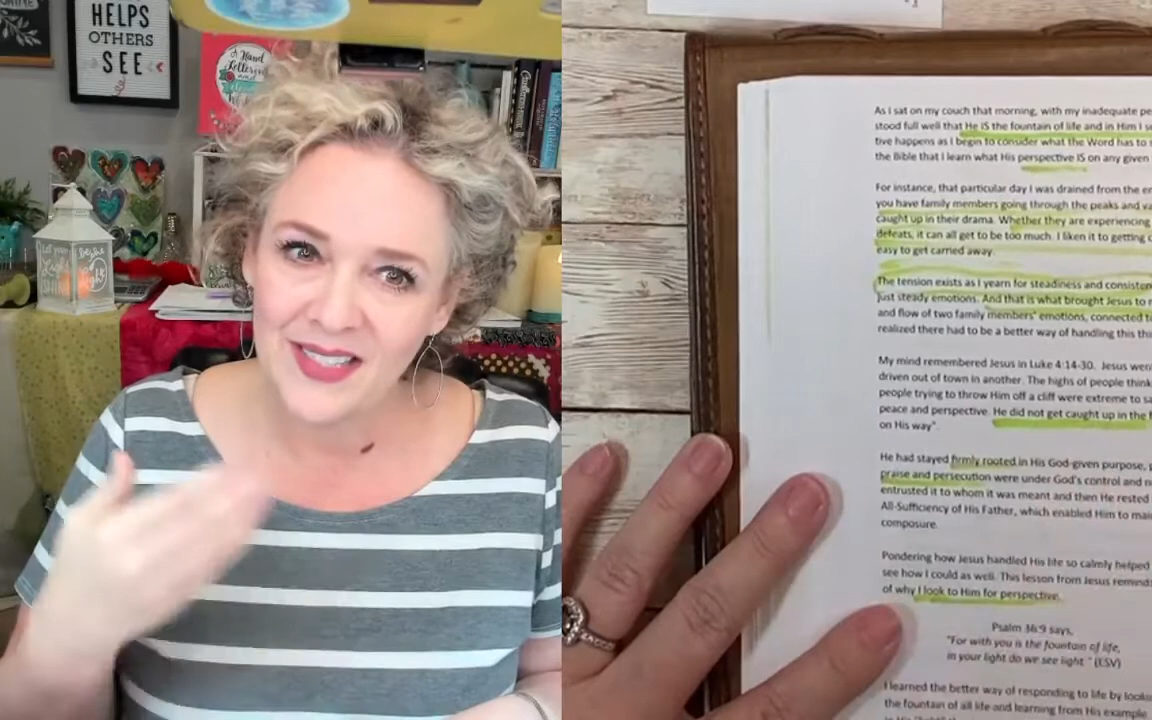 HELPS
OTHERS
SEE
A Hand
Lettering
As I sat on my couch that morning, with my inadequate
stood full well that He IS the fountain of life and in Him I
tive happens as I begin to consider what the Word has to
the Bible that I learn what His perspective IS on any given
For instance, that particular day I was drained from the
you have family members going through the peaks and
caught up in their drama. Whether they are experiencing
defeats, it can all get to be too much. I liken it to getting
easy to get carried away.
The tension exists as I yearn for steadiness and
just steady emotions. And that is what brought Jesus to
and flow of two family members' emotions, connected
realized there had to be a better way of handling this
My mind remembered Jesus in Luke 4:14-30. Jesus
driven out of town in another. The highs of people
people trying to throw Him off a cliff were extreme to
peace and perspective. He did not get caught up in the
on His way".
He had stayed firmly rooted in His God-given purpose,
praise and persecution were under God's control and
entrusted it to whom it was meant and then He rested
All-Sufficiency of His Father, which enabled Him to
composure.
Pondering how Jesus handled His life so calmly helped
see how I could as well. This lesson from Jesus
of why I look to Him for perspective.
Psalm 36:9 says,
"For with you is the fountain of life,
in your light do we see light." (ESV)
I learned the better way of responding to life by
the fountain of all life and learning from His example